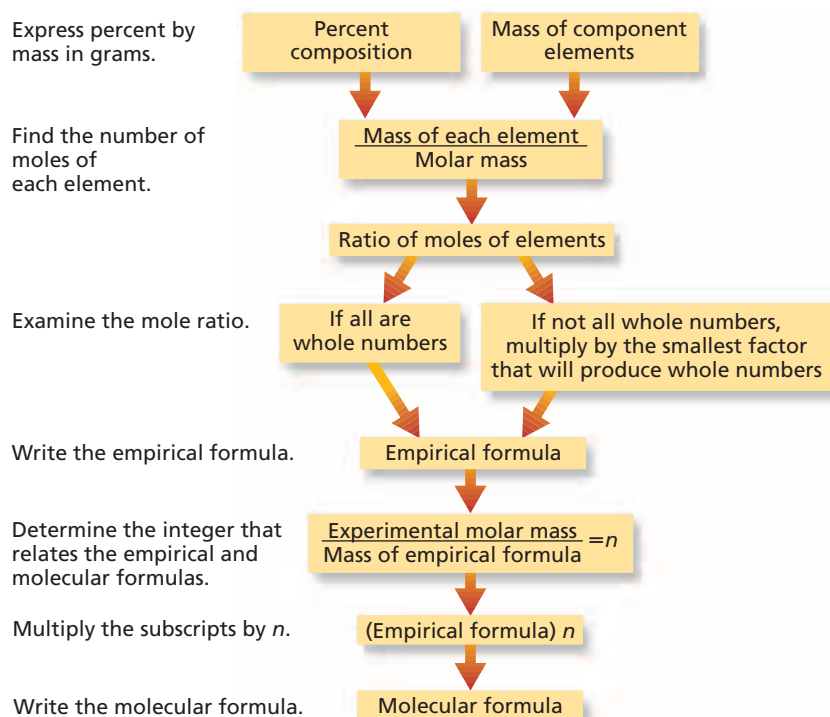 Express percent by
mass in grams.
Percent
composition
Mass of component
elements
Find the number of
moles of
each element.
Mass of each element
Molar mass
Ratio of moles of elements
Examine the mole ratio.
If all are
whole numbers
If not all whole numbers,
multiply by the smallest factor
that will produce whole numbers
Write the empirical formula.
Empirical formula
Determine the integer that
relates the empirical and
molecular formulas.
Experimental molar mass
Mass of empirical formula
=n
Multiply the subscripts by n.
(Empirical formula) n
Write the molecular formula.
Molecular formula